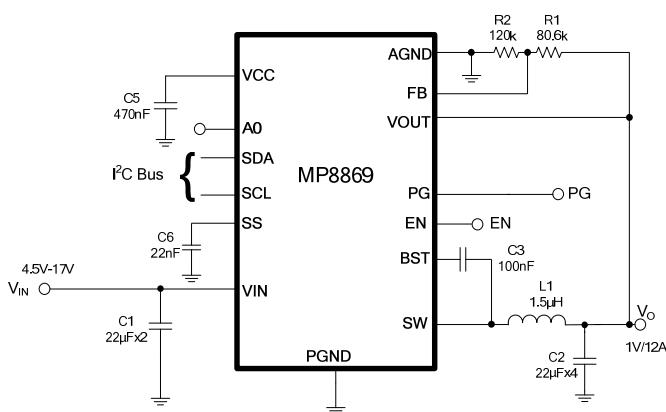 R2
120k
R1
80.6k
AGND
FB
VOUT
VCC
C5
470nF
A0
SDA
I²C Bus
SCL
MP8869
PG
PG
EN
EN
SS
C6
22nF
BST
C3
100nF
4.5V-17V
VIN
VIN
C1
22µFx2
SW
L1
1.5µH
VO
1V/12A
C2
22µFx4
PGND